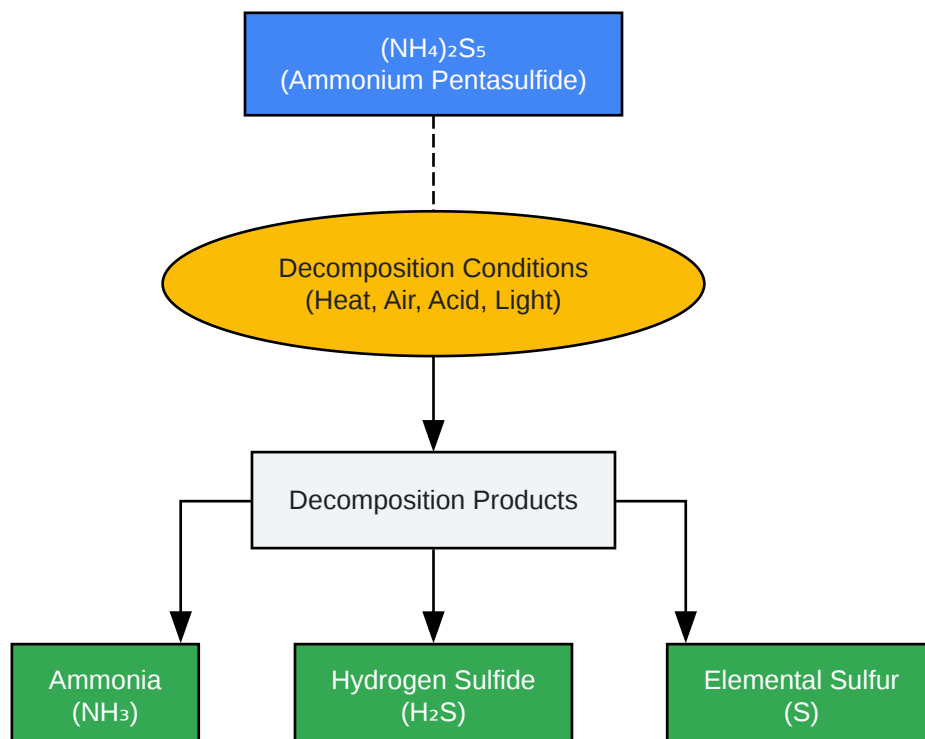 (NH₄)₂S₅
(Ammonium Pentasulfide)
Decomposition Conditions
(Heat, Air, Acid, Light)
Decomposition Products
Ammonia
(NH₃)
Hydrogen Sulfide
(H₂S)
Elemental Sulfur
(S)